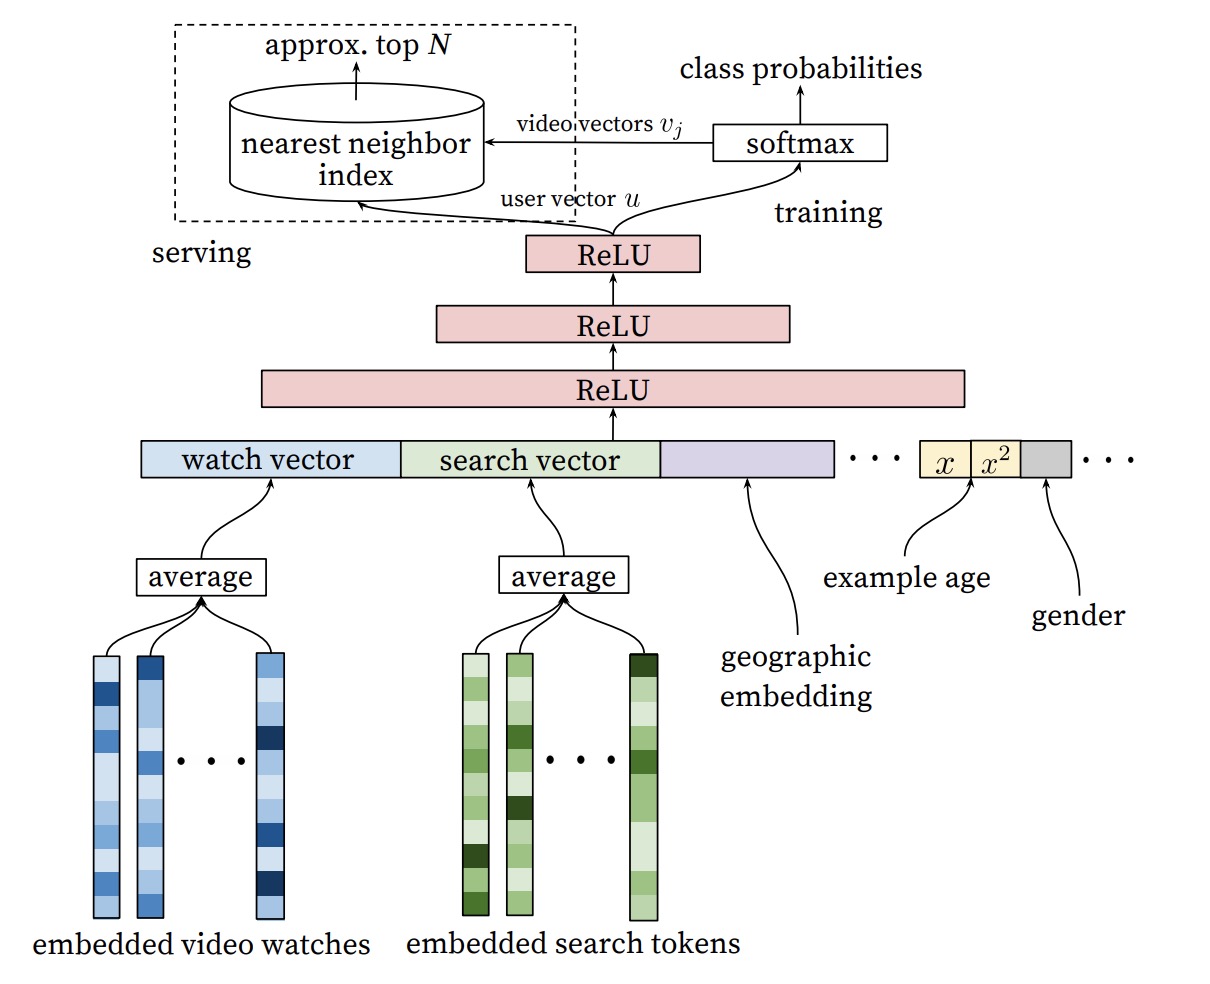 approx. top N
class probabilities
video vectors v_j
nearest neighbor
index
softmax
user vector u
training
serving
ReLU
ReLU
ReLU
watch vector
search vector
· · ·
x
x²
· · ·
average
average
example age
gender
geographic
embedding
· · ·
· · ·
embedded video watches
embedded search tokens